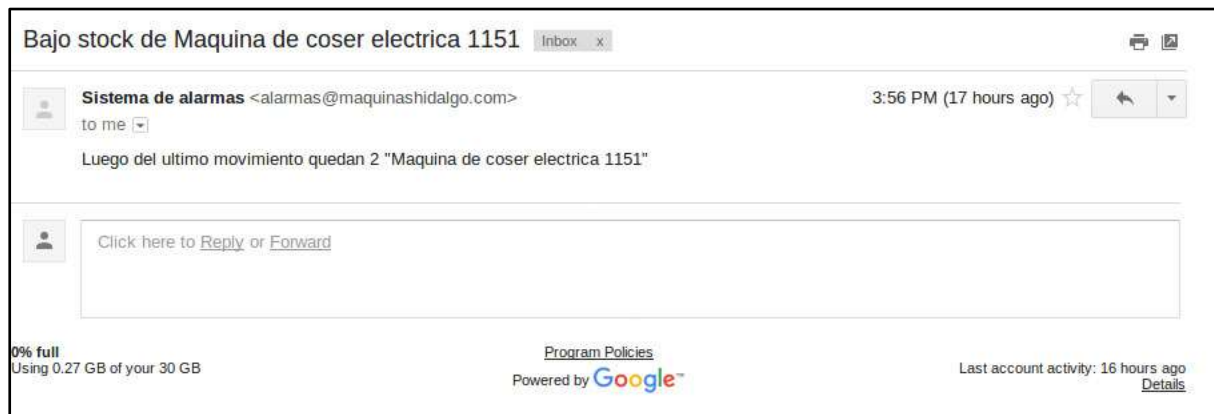 Bajo stock de Maquina de coser electrica 1151 Inbox x
Sistema de alarmas <alarmas@maquinashidalgo.com> 3:56 PM (17 hours ago)
to me
Luego del ultimo movimiento quedan 2 "Maquina de coser electrica 1151"
Click here to Reply or Forward
0% full
Using 0.27 GB of your 30 GB
Program Policies
Powered by Google™
Last account activity: 16 hours ago
Details